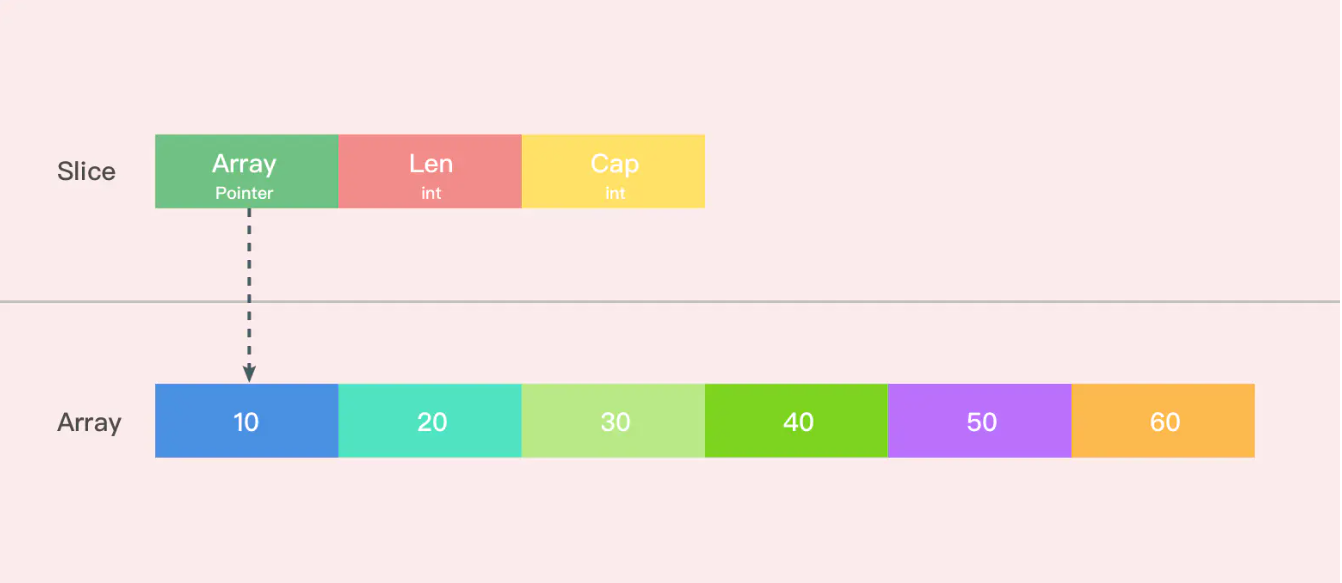 Slice
Array
Pointer
Len
int
Cap
int
Array
10
20
30
40
50
60